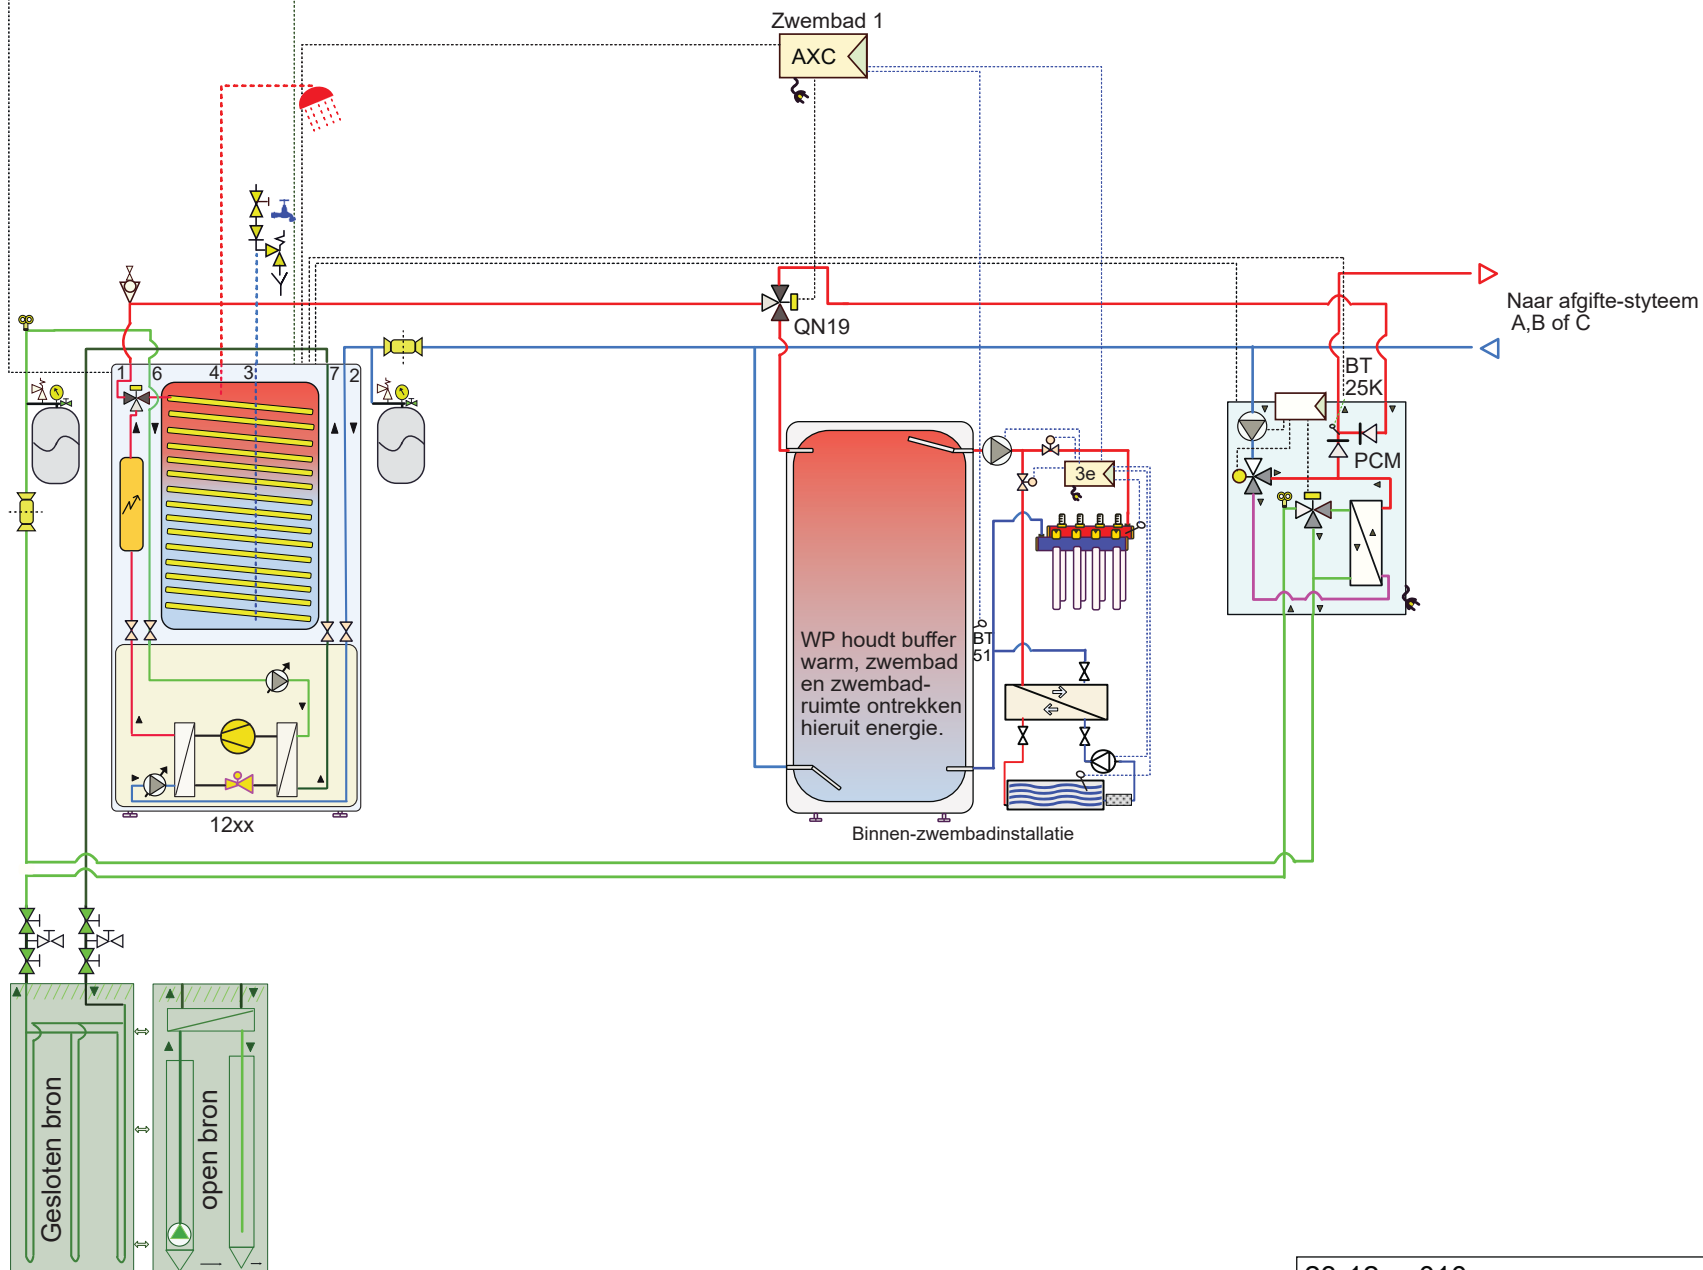 Zwembad 1
AXC
QN19
Naar afgifte-styteem
A,B of C
BT
25K
PCM
1 6 4 3 7 2
3e
WP houdt buffer
warm, zwembad
en zwembad-
ruimte ontrekken
hieruit energie.
BT
51
12xx
Binnen-zwembadinstallatie
Gesloten bron
open bron